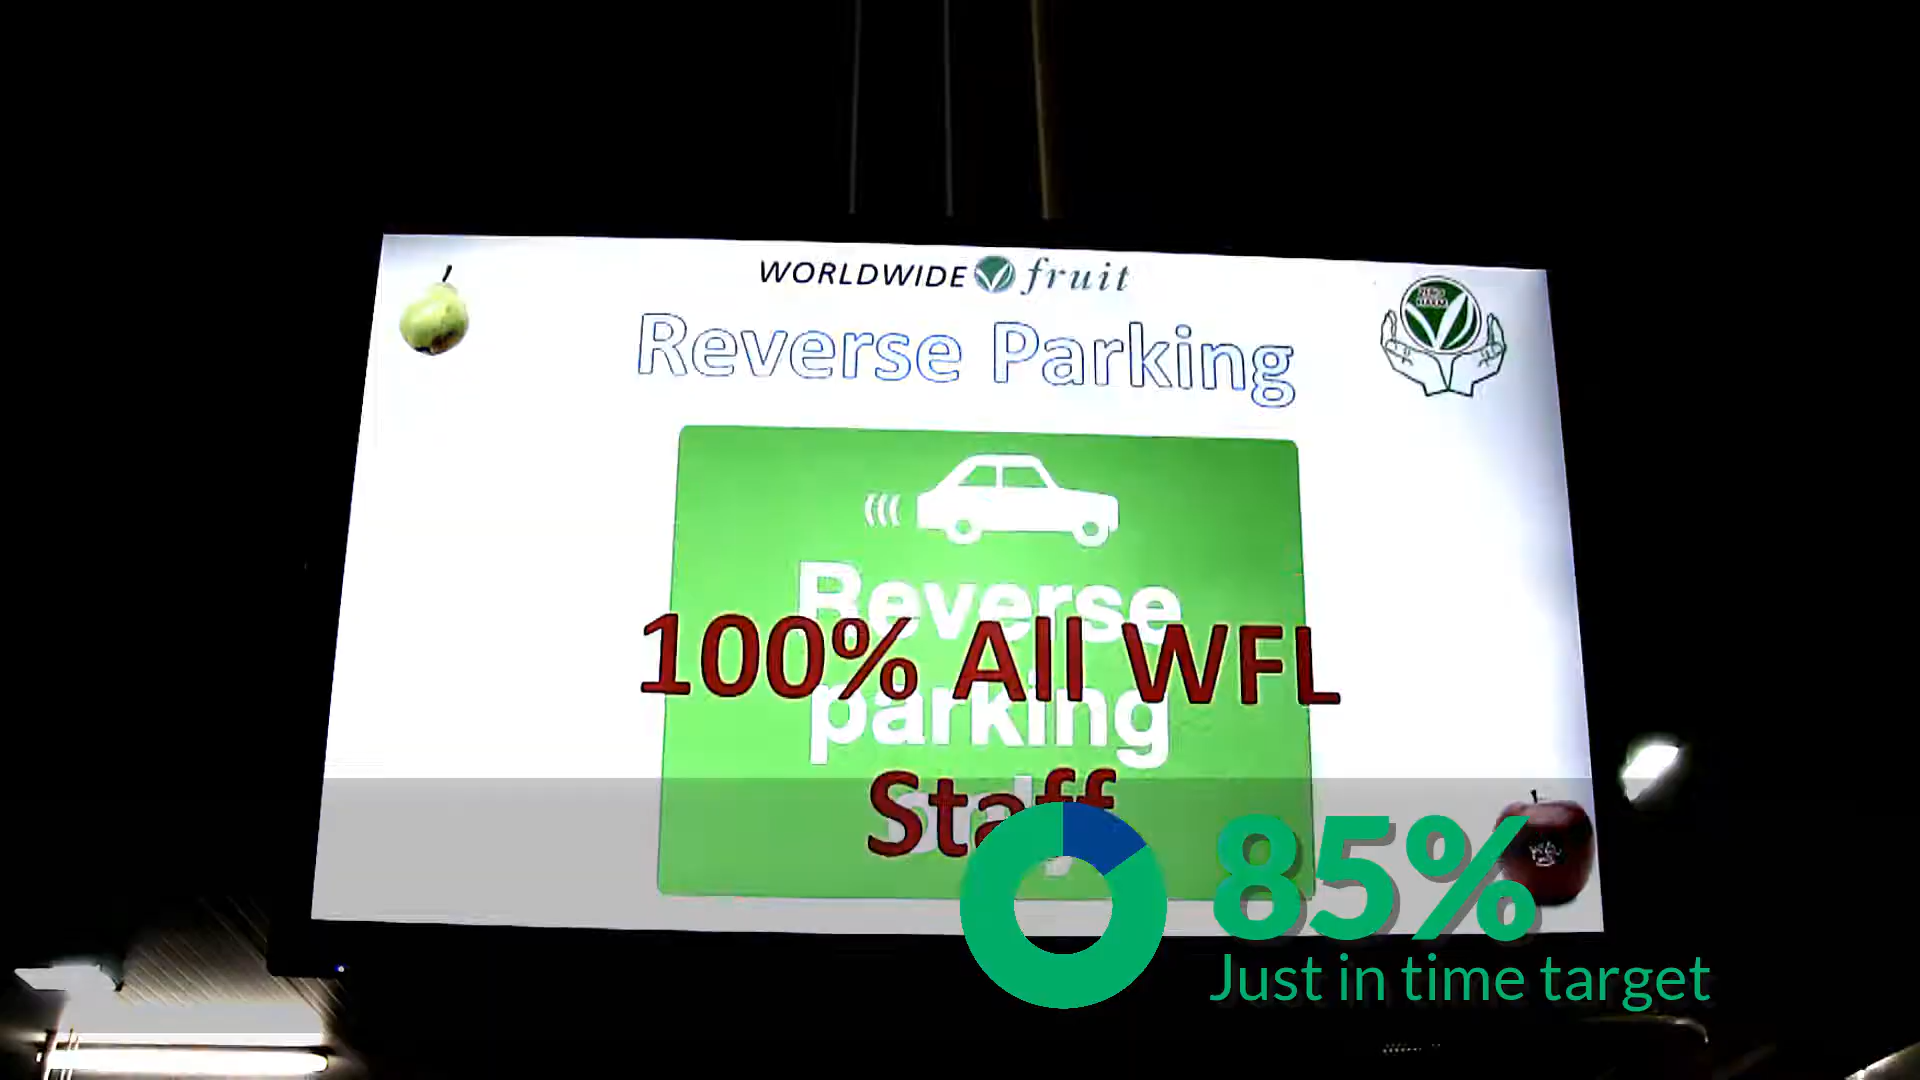 WORLDWIDE fruit
Reverse Parking
Reverse
100% All WFL
parking
Staff
85%
Just in time target